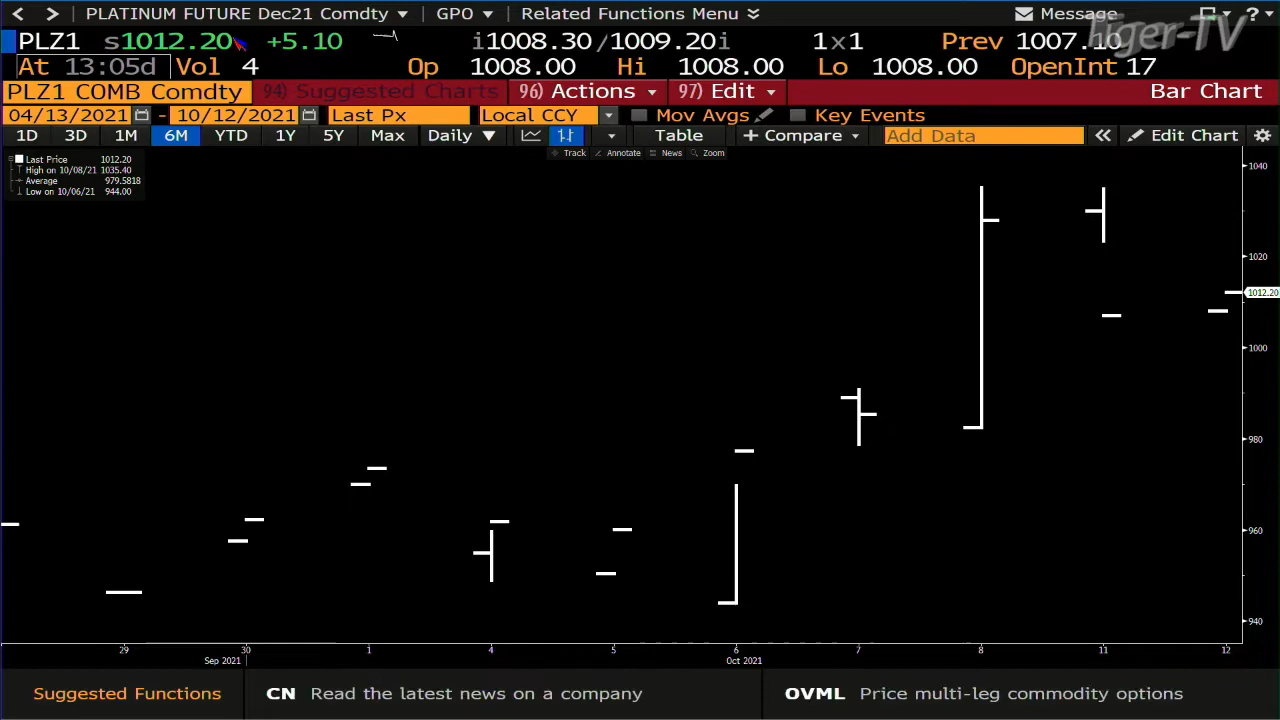 < > PLATINUM FUTURE Dec21 Comdty GPO Related Functions Menu Message ?
Tiger-TV
PLZ1 s1012.20 +5.10 i1008.30/1009.20i 1x1 Prev 1007.10
At 13:05d Vol 4 Op 1008.00 Hi 1008.00 Lo 1008.00 OpenInt 17
PLZ1 COMB Comdty 94) Suggested Charts 96) Actions 97) Edit Bar Chart
04/13/2021 - 10/12/2021 Last Px Local CCY Mov Avgs Key Events
1D 3D 1M 6M YTD 1Y 5Y Max Daily ▼ Table + Compare Add Data « Edit Chart
Track Annotate News Zoom
Last Price 1012.20
High on 10/08/21 1035.40
Average 979.5818
Low on 10/06/21 944.00
1040
1020
1012.20
1000
980
960
940
29 30 1 4 5 6 7 8 11 12
Sep 2021 Oct 2021
Suggested Functions CN Read the latest news on a company OVML Price multi-leg commodity options